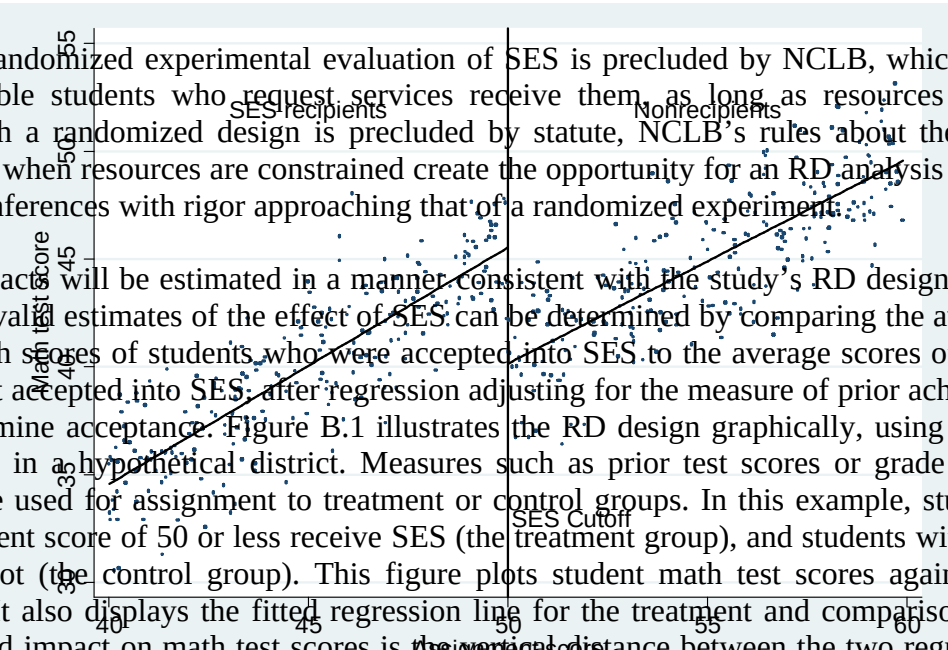 andomized experimental evaluation of SES is precluded by NCLB, whic
ble students who request services receive them, as long as resources
SES recipients
Nonrecipients
h a randomized design is precluded by statute, NCLB's rules about the
when resources are constrained create the opportunity for an RD analysis
nferences with rigor approaching that of a randomized experiment.
acts will be estimated in a manner consistent with the study's RD design
valid estimates of the effect of SES can be determined by comparing the a
h scores of students who were accepted into SES to the average scores o
t accepted into SES, after regression adjusting for the measure of prior ach
mine acceptance. Figure B.1 illustrates the RD design graphically, using
in a hypothetical district. Measures such as prior test scores or grade
e used for assignment to treatment or control groups. In this example, stu
SES Cutoff
ent score of 50 or less receive SES (the treatment group), and students wi
ot (the control group). This figure plots student math test scores again
t also displays the fitted regression line for the treatment and compariso
d impact on math test scores is the vertical distance between the two regr
Math test score
55
50
45
40
35
30
40 45 50 55 60
Assignment score